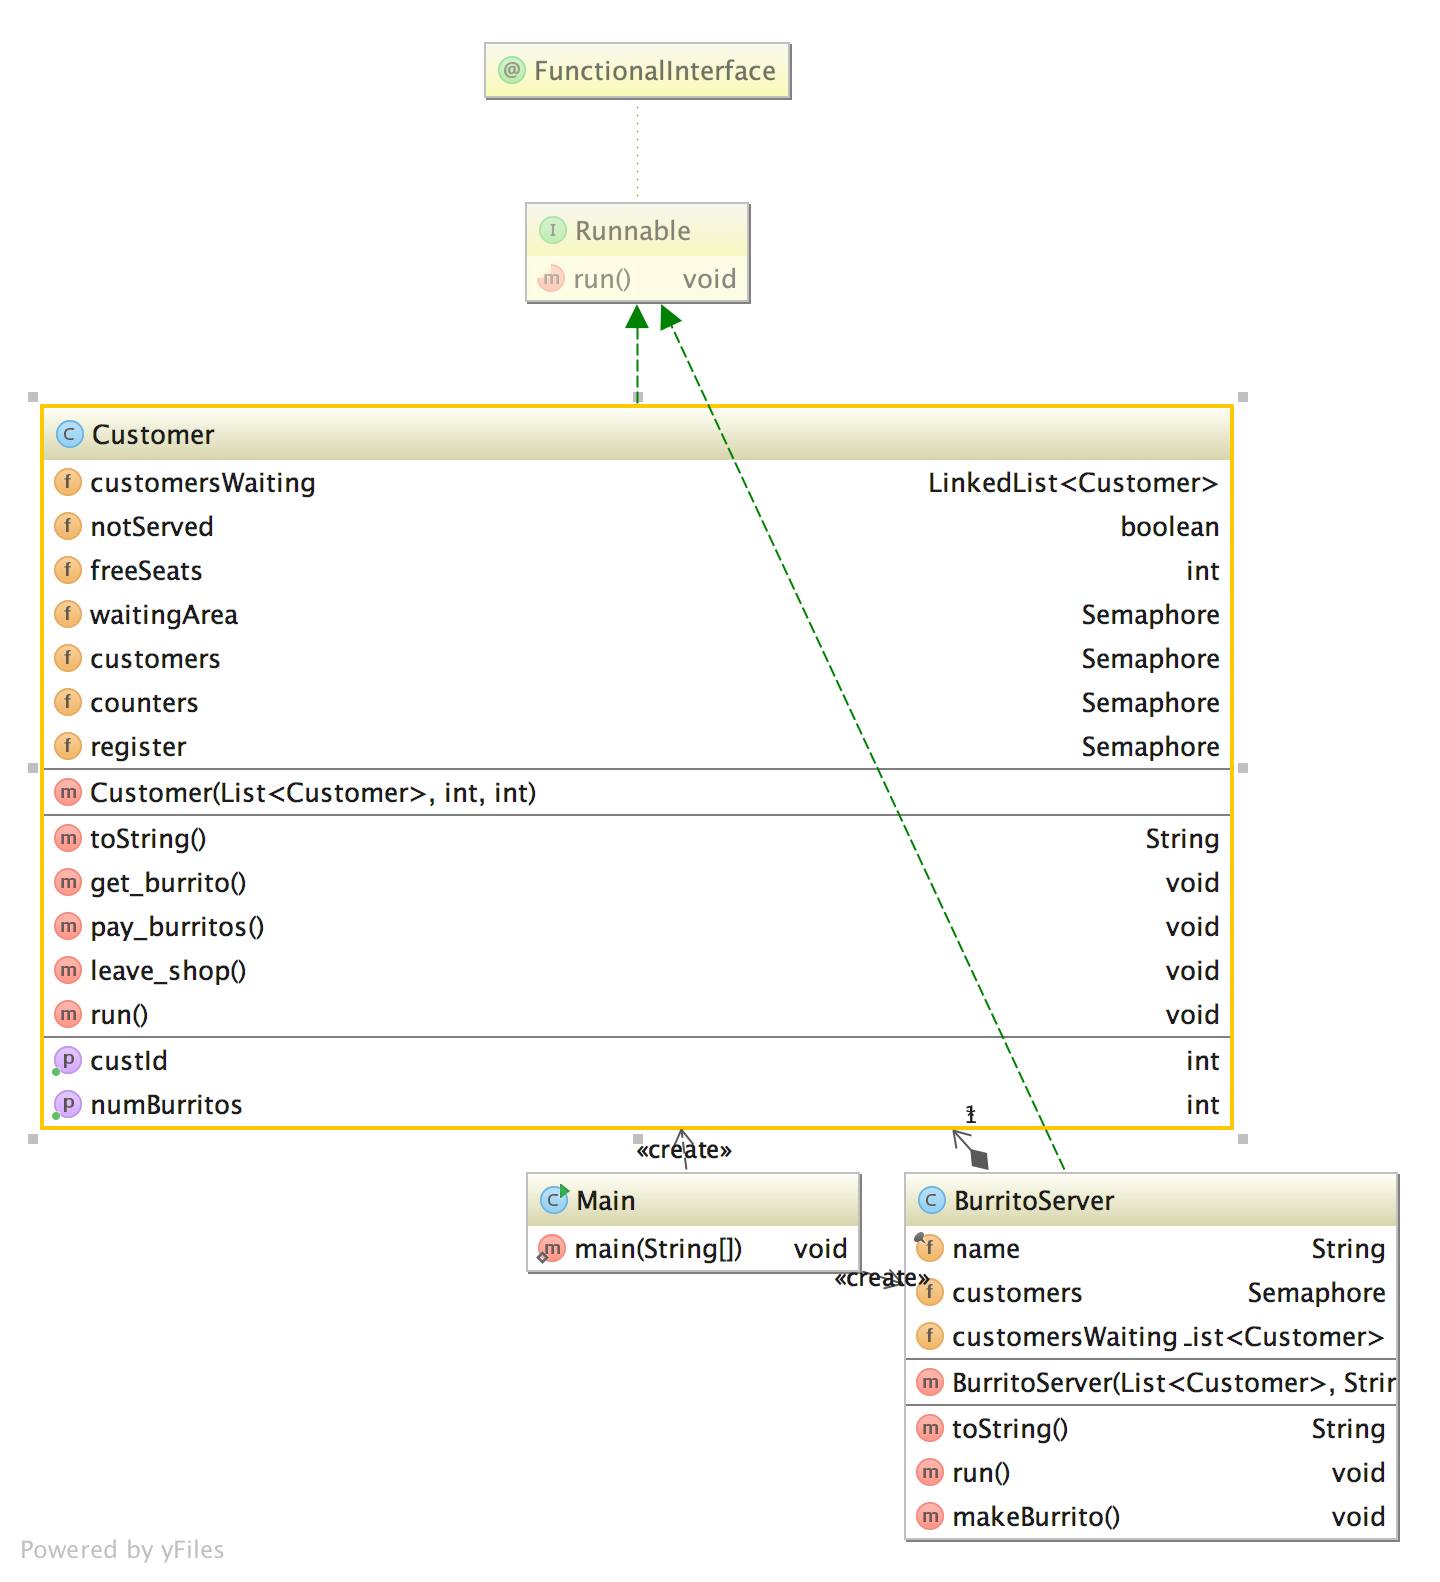 @ FunctionalInterface
I Runnable
m run() void
C Customer
f customersWaiting LinkedList<Customer>
f notServed boolean
f freeSeats int
f waitingArea Semaphore
f customers Semaphore
f counters Semaphore
f register Semaphore
m Customer(List<Customer>, int, int)
m toString() String
m get_burrito() void
m pay_burritos() void
m leave_shop() void
m run() void
p custId int
p numBurritos int
1
«create»
C Main
m main(String[]) void
«create»
C BurritoServer
f name String
f customers Semaphore
f customersWaiting ist<Customer>
m BurritoServer(List<Customer>,
m toString() String
m run() void
m makeBurrito() void
Powered by yFiles